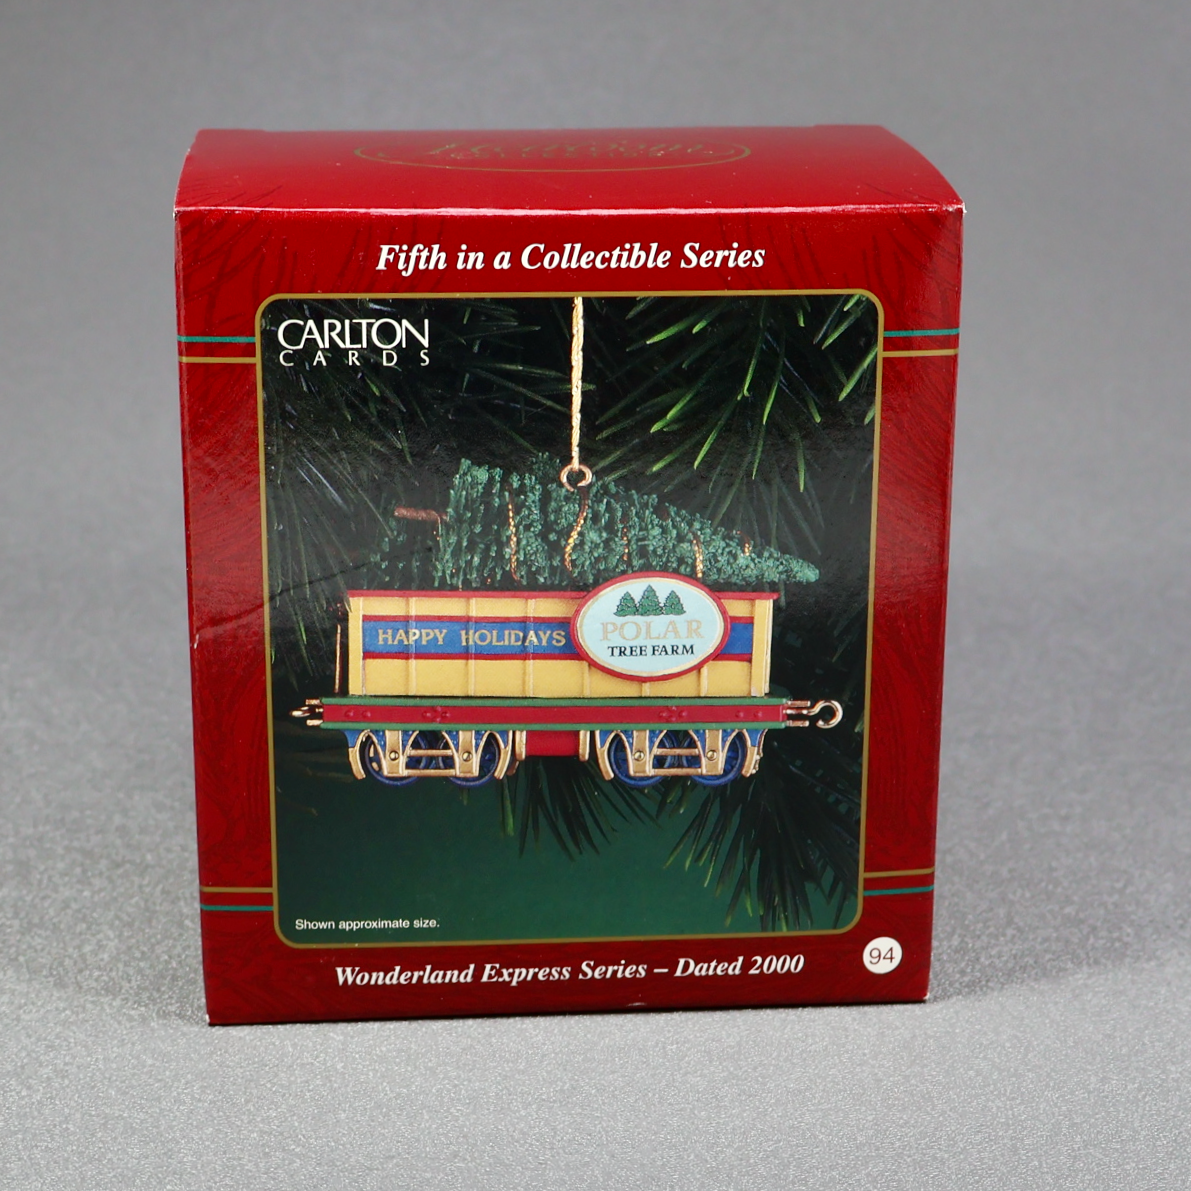 COLLECTION
Fifth in a Collectible Series
CARLTON
CARDS
HAPPY HOLIDAYS
POLAR
TREE FARM
Shown approximate size.
Wonderland Express Series – Dated 2000
94